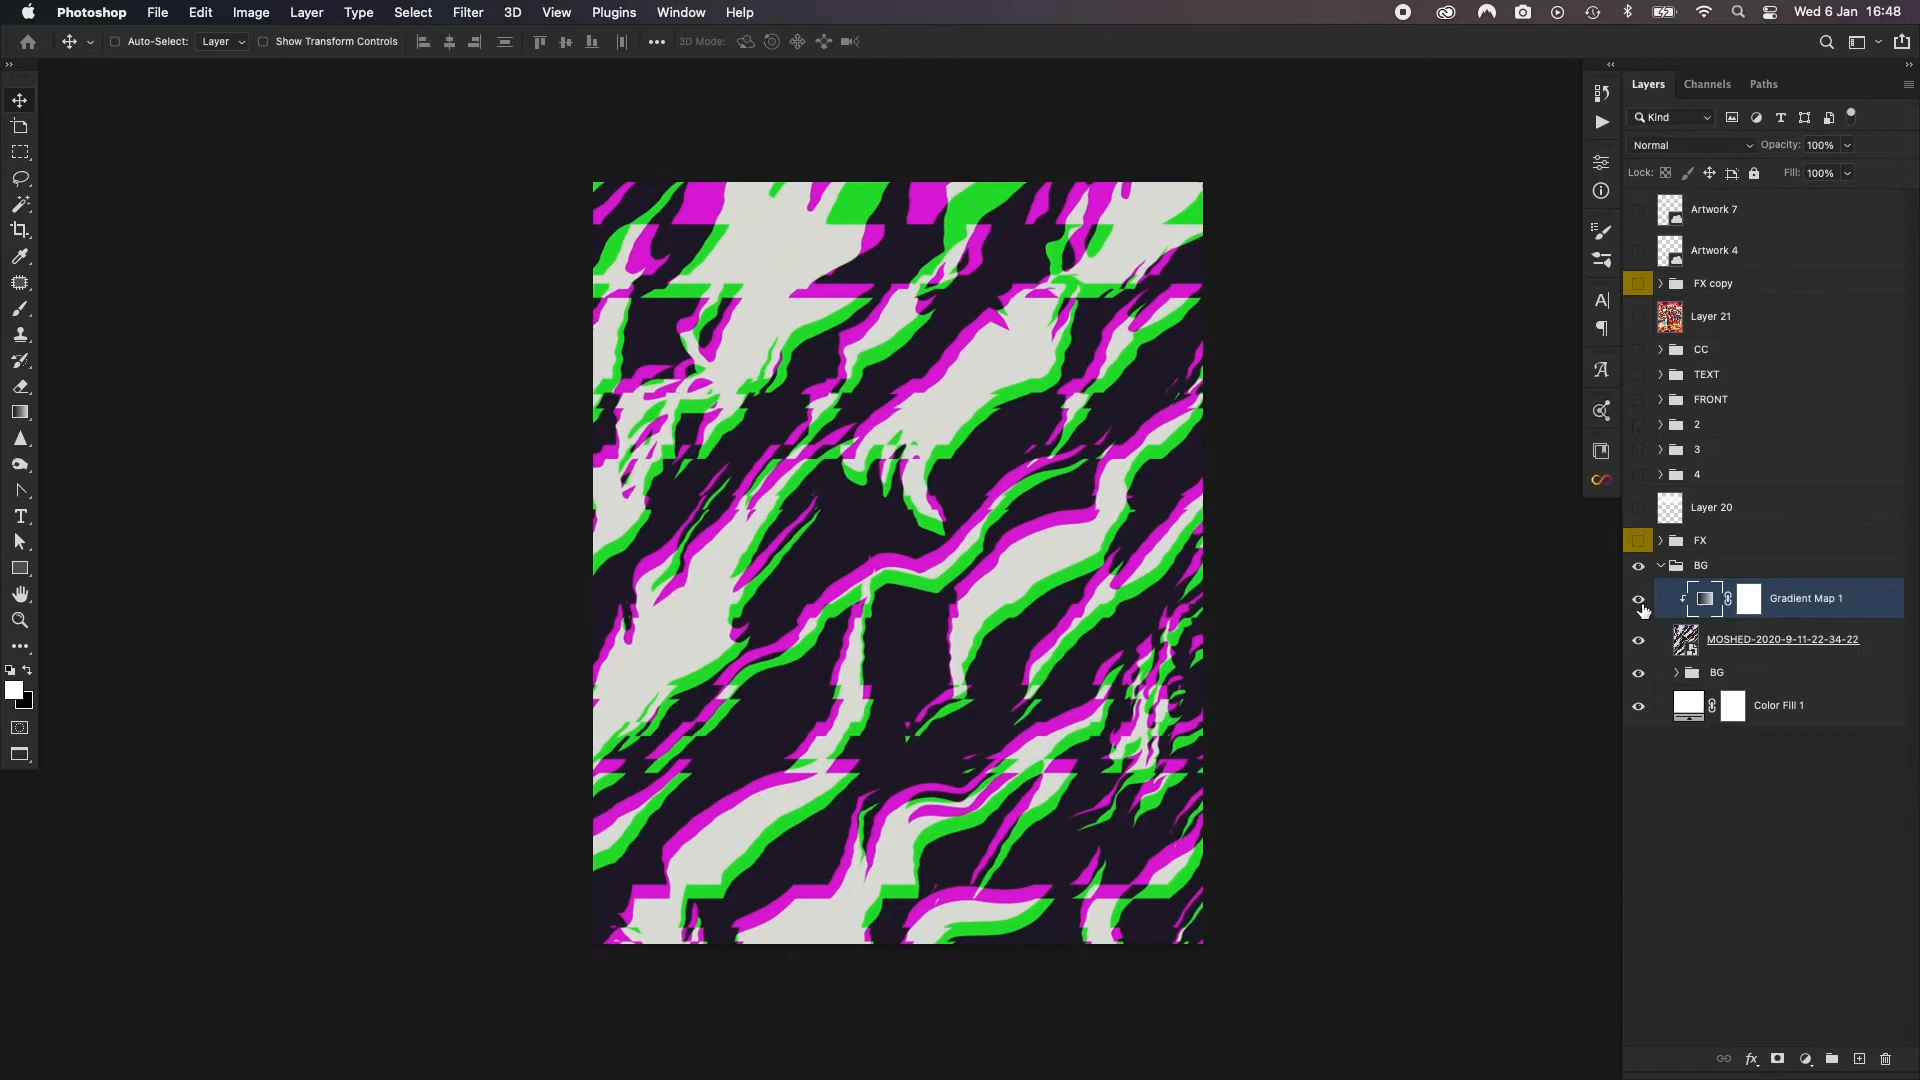 Photoshop File Edit Image Layer Type Select Filter 3D View Plugins Window Help Wed 6 Jan 16:48
Auto-Select: Layer Show Transform Controls 3D Mode:
Layers Channels Paths
Kind
Normal Opacity: 100%
Lock: Fill: 100%
Artwork 7
Artwork 4
FX copy
Layer 21
CC
TEXT
FRONT
2
3
4
Layer 20
FX
BG
Gradient Map 1
MOSHED-2020-9-11-22-34-22
BG
Color Fill 1